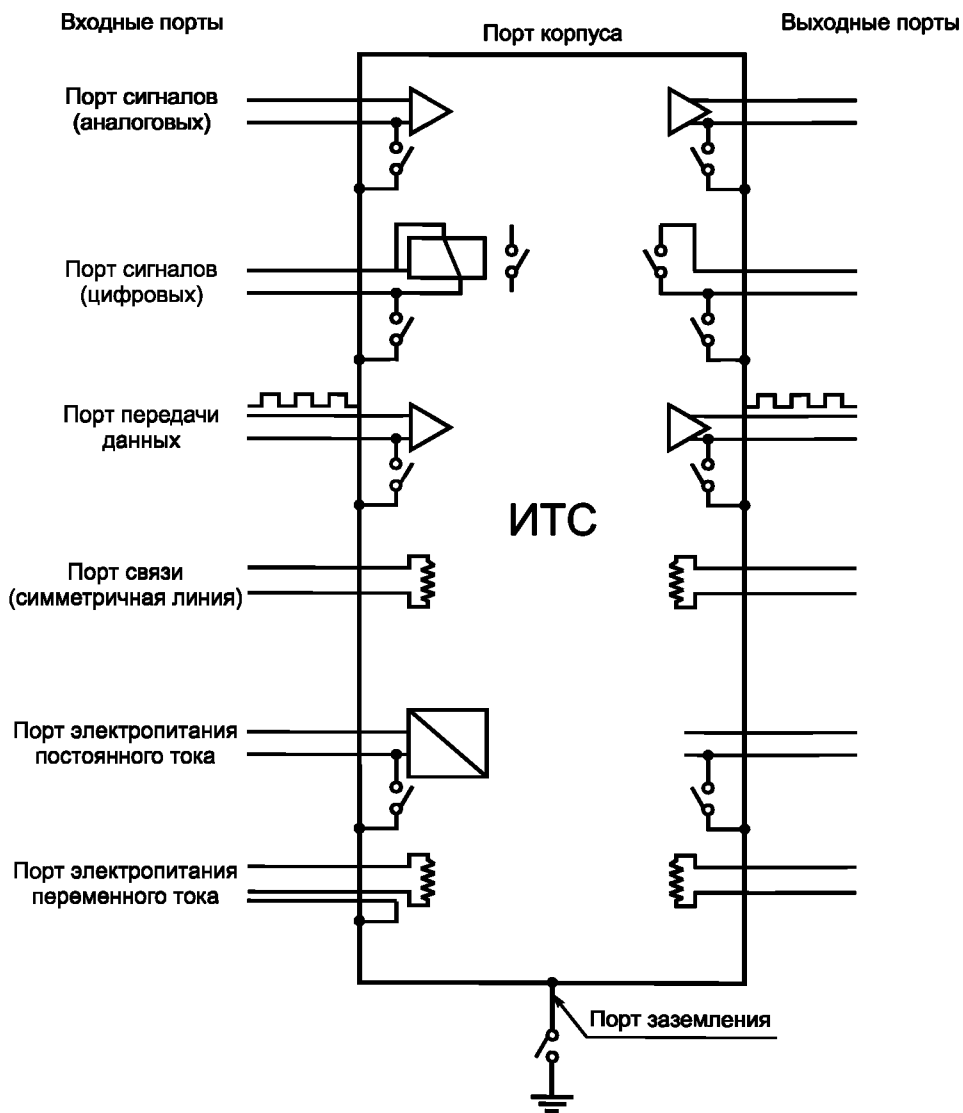 Входные порты
Порт корпуса
Выходные порты
Порт сигналов
(аналоговых)
Порт сигналов
(цифровых)
Порт передачи
данных
ИТС
Порт связи
(симметричная линия)
Порт электропитания
постоянного тока
Порт электропитания
переменного тока
Порт заземления